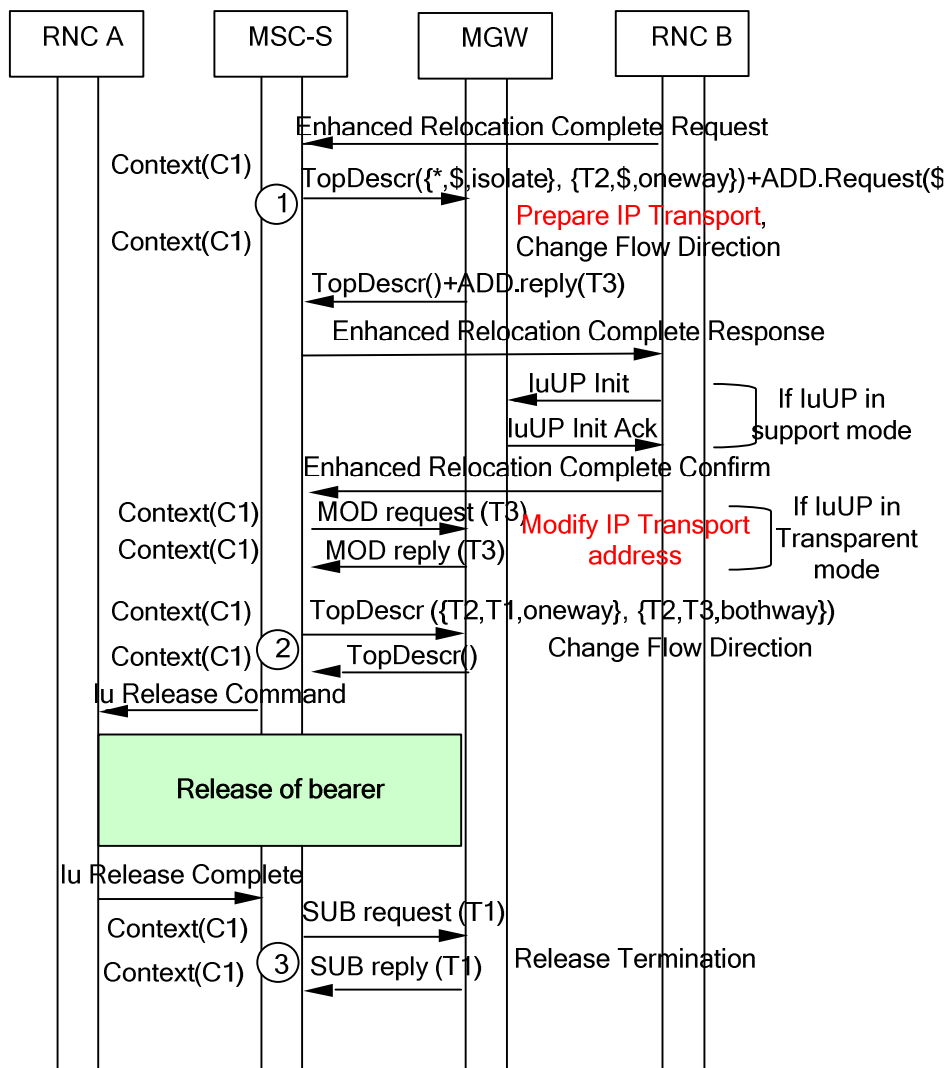 RNC A
MSC-S
MGW
RNC B
Enhanced Relocation Complete Request
Context(C1)
TopDescr({*,$,isolate}, {T2,$,oneway})+ADD.Request($
1
Prepare IP Transport,
Context(C1)
Change Flow Direction
TopDescr()+ADD.reply(T3)
Enhanced Relocation Complete Response
IuUP Init
If IuUP in
support mode
IuUP Init Ack
Enhanced Relocation Complete Confirm
Context(C1)
MOD request (T3)
Modify IP Transport
address
If IuUP in
Transparent
mode
Context(C1)
MOD reply (T3)
Context(C1)
TopDescr ({T2,T1,oneway}, {T2,T3,bothway})
2
Change Flow Direction
Context(C1)
TopDescr()
Iu Release Command
Release of bearer
Iu Release Complete
SUB request (T1)
Context(C1)
3
Release Termination
Context(C1)
SUB reply (T1)